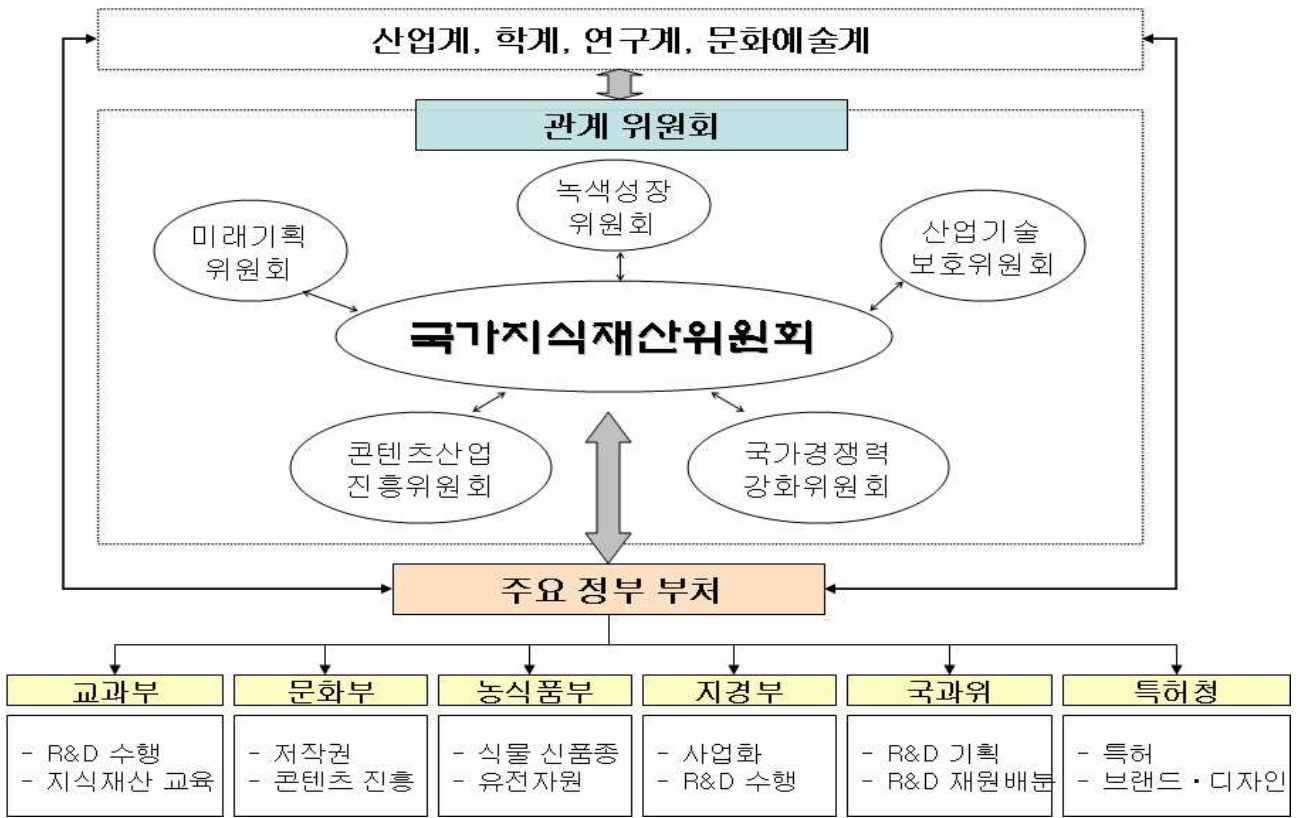 산업계, 학계, 연구계, 문화예술계
관계 위원회
녹색성장
위원회
미래기획
위원회
산업기술
보호위원회
국가지식재산위원회
콘텐츠산업
진흥위원회
국가경쟁력
강화위원회
주요 정부 부처
교과부
- R&D 수행
- 지식재산 교육
문화부
- 저작권
- 콘텐츠 진흥
농식품부
- 식물 신품종
- 유전자원
지경부
- 사업화
- R&D 수행
국과위
- R&D 기획
- R&D 재원배분
특허청
- 특허
- 브랜드・디자인